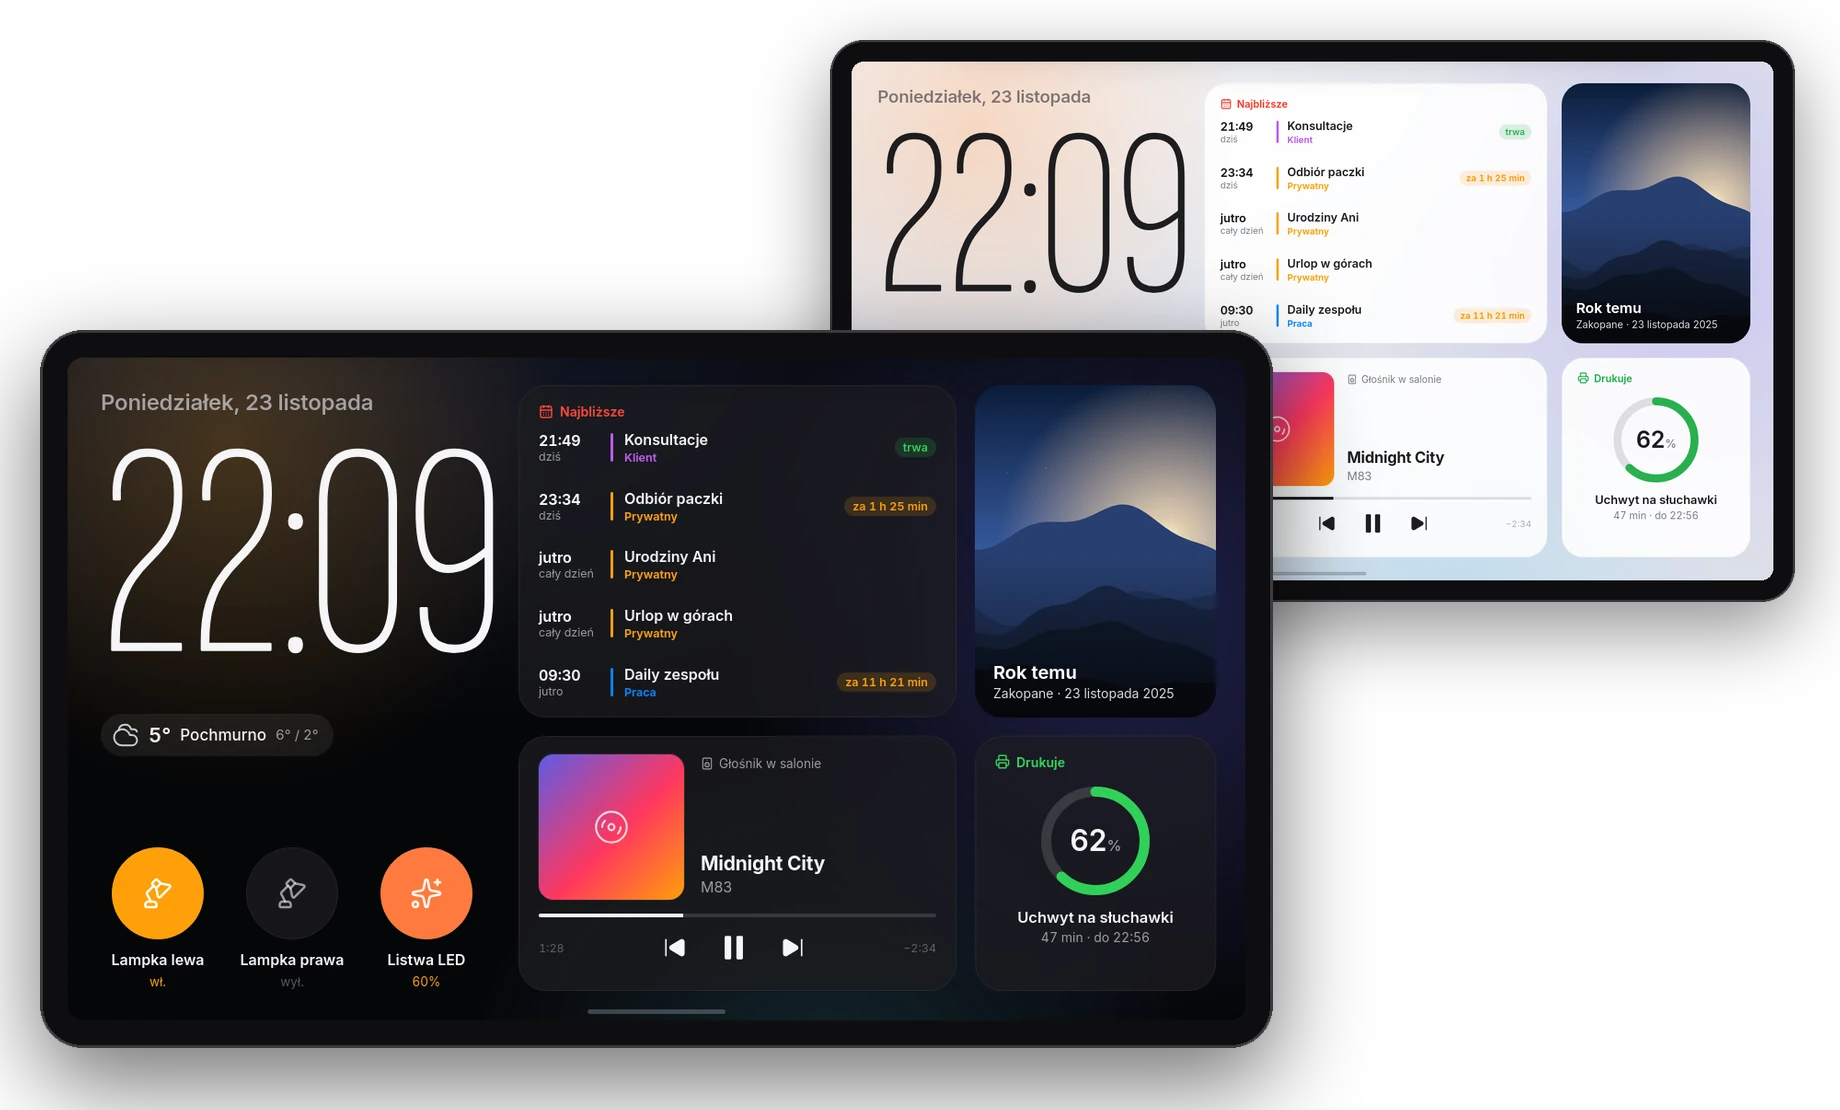 Poniedziałek, 23 listopada
22:09
Najbliższe
21:49
dziś
Konsultacje
Klient
trwa
23:34
dziś
Odbiór paczki
Prywatny
za 1 h 25 min
jutro
cały dzień
Urodziny Ani
Prywatny
jutro
cały dzień
Urlop w górach
Prywatny
09:30
jutro
Daily zespołu
Praca
za 11 h 21 min
Rok temu
Zakopane · 23 listopada 2025
Głośnik w salonie
Midnight City
M83
−2:34
Drukuje
62%
Uchwyt na słuchawki
47 min · do 22:56
Poniedziałek, 23 listopada
22:09
5° Pochmurno 6° / 2°
Lampka lewa
wł.
Lampka prawa
wył.
Listwa LED
60%
Najbliższe
21:49
dziś
Konsultacje
Klient
trwa
23:34
dziś
Odbiór paczki
Prywatny
za 1 h 25 min
jutro
cały dzień
Urodziny Ani
Prywatny
jutro
cały dzień
Urlop w górach
Prywatny
09:30
jutro
Daily zespołu
Praca
za 11 h 21 min
Rok temu
Zakopane · 23 listopada 2025
Głośnik w salonie
Midnight City
M83
1:28
−2:34
Drukuje
62%
Uchwyt na słuchawki
47 min · do 22:56